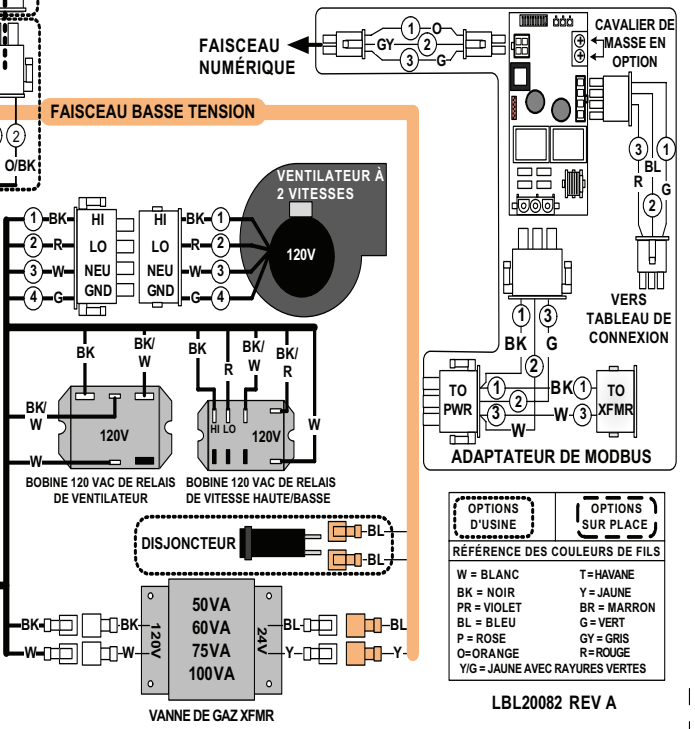 FAISCEAU
NUMÉRIQUE
1
O
GY
2
3
G
CAVALIER DE
MASSE EN
OPTION
2
O/BK
FAISCEAU BASSE TENSION
VENTILATEUR À
2 VITESSES
120V
1 BK HI
2 R LO
3 W NEU
4 G GND
HI BK 1
LO R 2
NEU W 3
GND G 4
3
1
BL
R
G
2
VERS
TABLEAU DE
CONNEXION
1
3
BK
G
2
TO
PWR
1
BK
1
2
3
W
3
W
TO
XFMR
ADAPTATEUR DE MODBUS
BK
BK/
W
BK
R
BK/
W
BK/
R
BK/
W
W
120V
HI LO
120V
W
BOBINE 120 VAC DE RELAIS
DE VENTILATEUR
BOBINE 120 VAC DE RELAIS
DE VITESSE HAUTE/BASSE
DISJONCTEUR
BL
BL
BK
BK
W
W
120V
50VA
60VA
75VA
100VA
24V
BL
BL
Y
Y
VANNE DE GAZ XFMR
OPTIONS
D'USINE
OPTIONS
SUR PLACE
RÉFÉRENCE DES COULEURS DE FILS
W = BLANC
T=HAVANE
BK = NOIR
Y = JAUNE
PR = VIOLET
BR = MARRON
BL = BLEU
G = VERT
P = ROSE
GY = GRIS
O=ORANGE
R=ROUGE
Y/G = JAUNE AVEC RAYURES VERTES
LBL20082 REV A